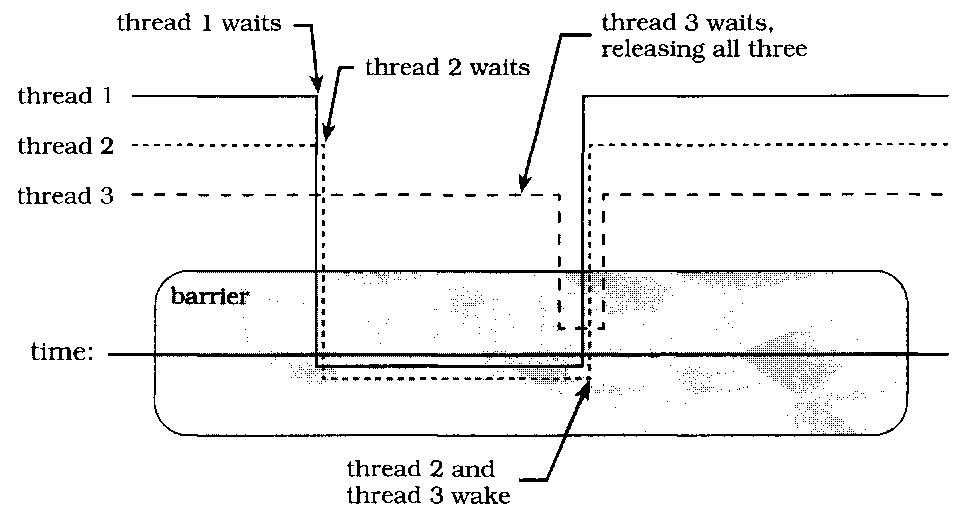 thread 1 waits
thread 3 waits,
releasing all three
thread 2 waits
thread 1
thread 2
thread 3
barrier
time:
thread 2 and
thread 3 wake